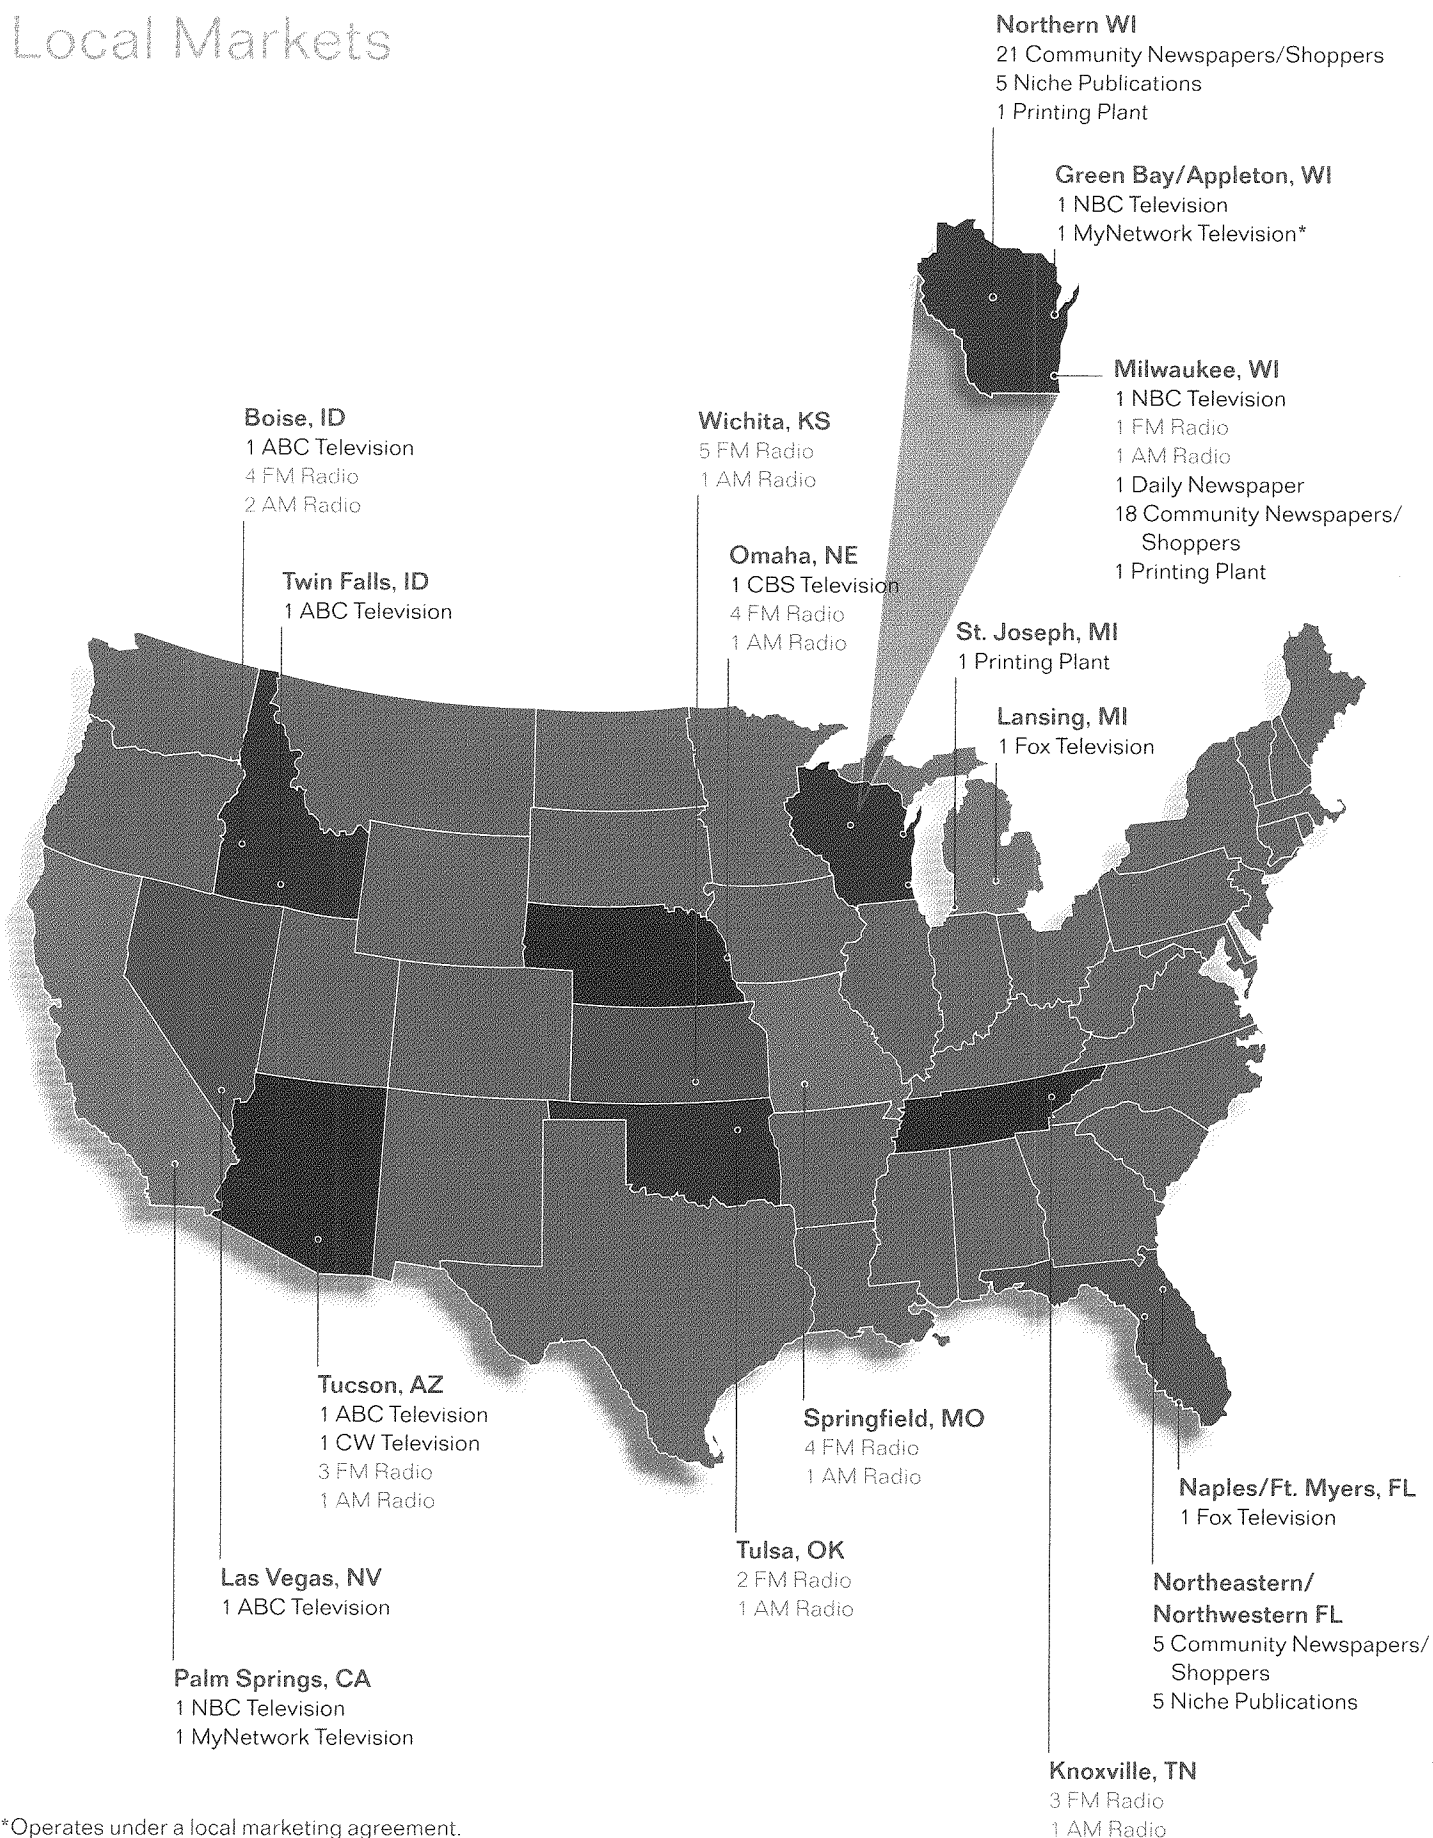 Local Markets
Northern WI
21 Community Newspapers/Shoppers
5 Niche Publications
1 Printing Plant
Green Bay/Appleton, WI
1 NBC Television
1 MyNetwork Television*
Milwaukee, WI
1 NBC Television
1 FM Radio
1 AM Radio
1 Daily Newspaper
18 Community Newspapers/
Shoppers
1 Printing Plant
Boise, ID
1 ABC Television
4 FM Radio
2 AM Radio
Wichita, KS
5 FM Radio
1 AM Radio
Twin Falls, ID
1 ABC Television
Omaha, NE
1 CBS Television
4 FM Radio
1 AM Radio
St. Joseph, MI
1 Printing Plant
Lansing, MI
1 Fox Television
Tucson, AZ
1 ABC Television
1 CW Television
3 FM Radio
1 AM Radio
Springfield, MO
4 FM Radio
1 AM Radio
Naples/Ft. Myers, FL
1 Fox Television
Tulsa, OK
2 FM Radio
1 AM Radio
Las Vegas, NV
1 ABC Television
Northeastern/
Northwestern FL
5 Community Newspapers/
Shoppers
5 Niche Publications
Palm Springs, CA
1 NBC Television
1 MyNetwork Television
Knoxville, TN
3 FM Radio
1 AM Radio
*Operates under a local marketing agreement.